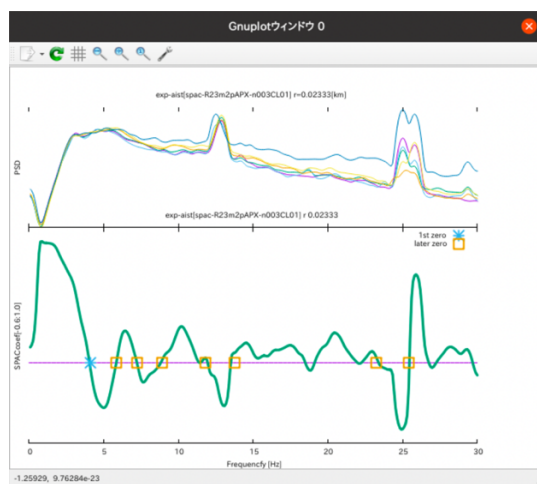 Gnuplotウィンドウ 0
exp-aist[spac-R23m2pAPX-n003CL01] r=0.02333[km]
PSD
exp-aist[spac-R23m2pAPX-n003CL01] r 0.02333
1st zero
later zero
SPACcoef[-0.6:1.0]
0 5 10 15 20 25 30
Frequencfy [Hz]
-1.25929, 9.76284e-23